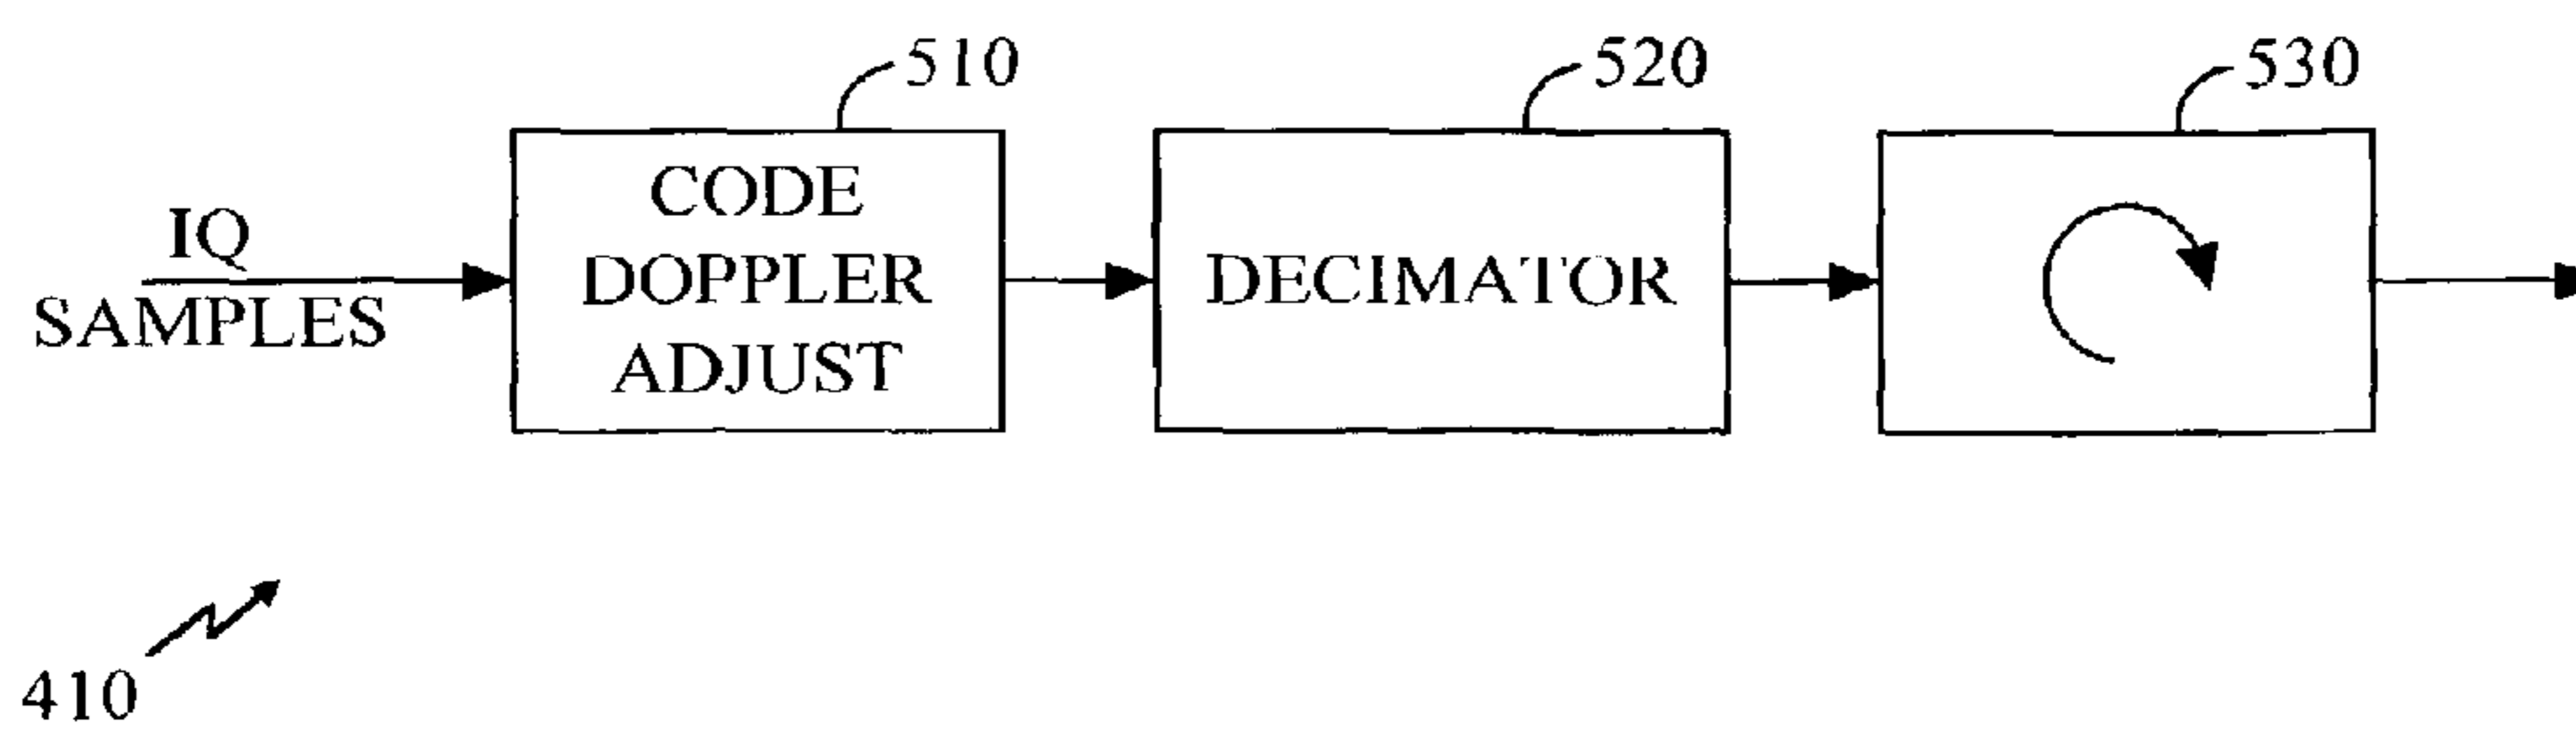 510
520
530
IQ
SAMPLES
CODE
DOPPLER
ADJUST
DECIMATOR
410